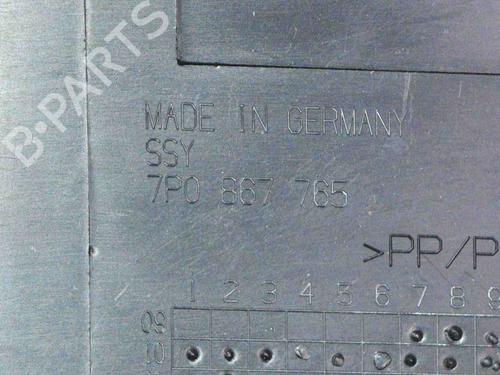 B-PARTS
MADE IN GERMANY
SSY
7P0 867 765
>PP/P
1 2 3 4 5 6 7 8 9
09
10